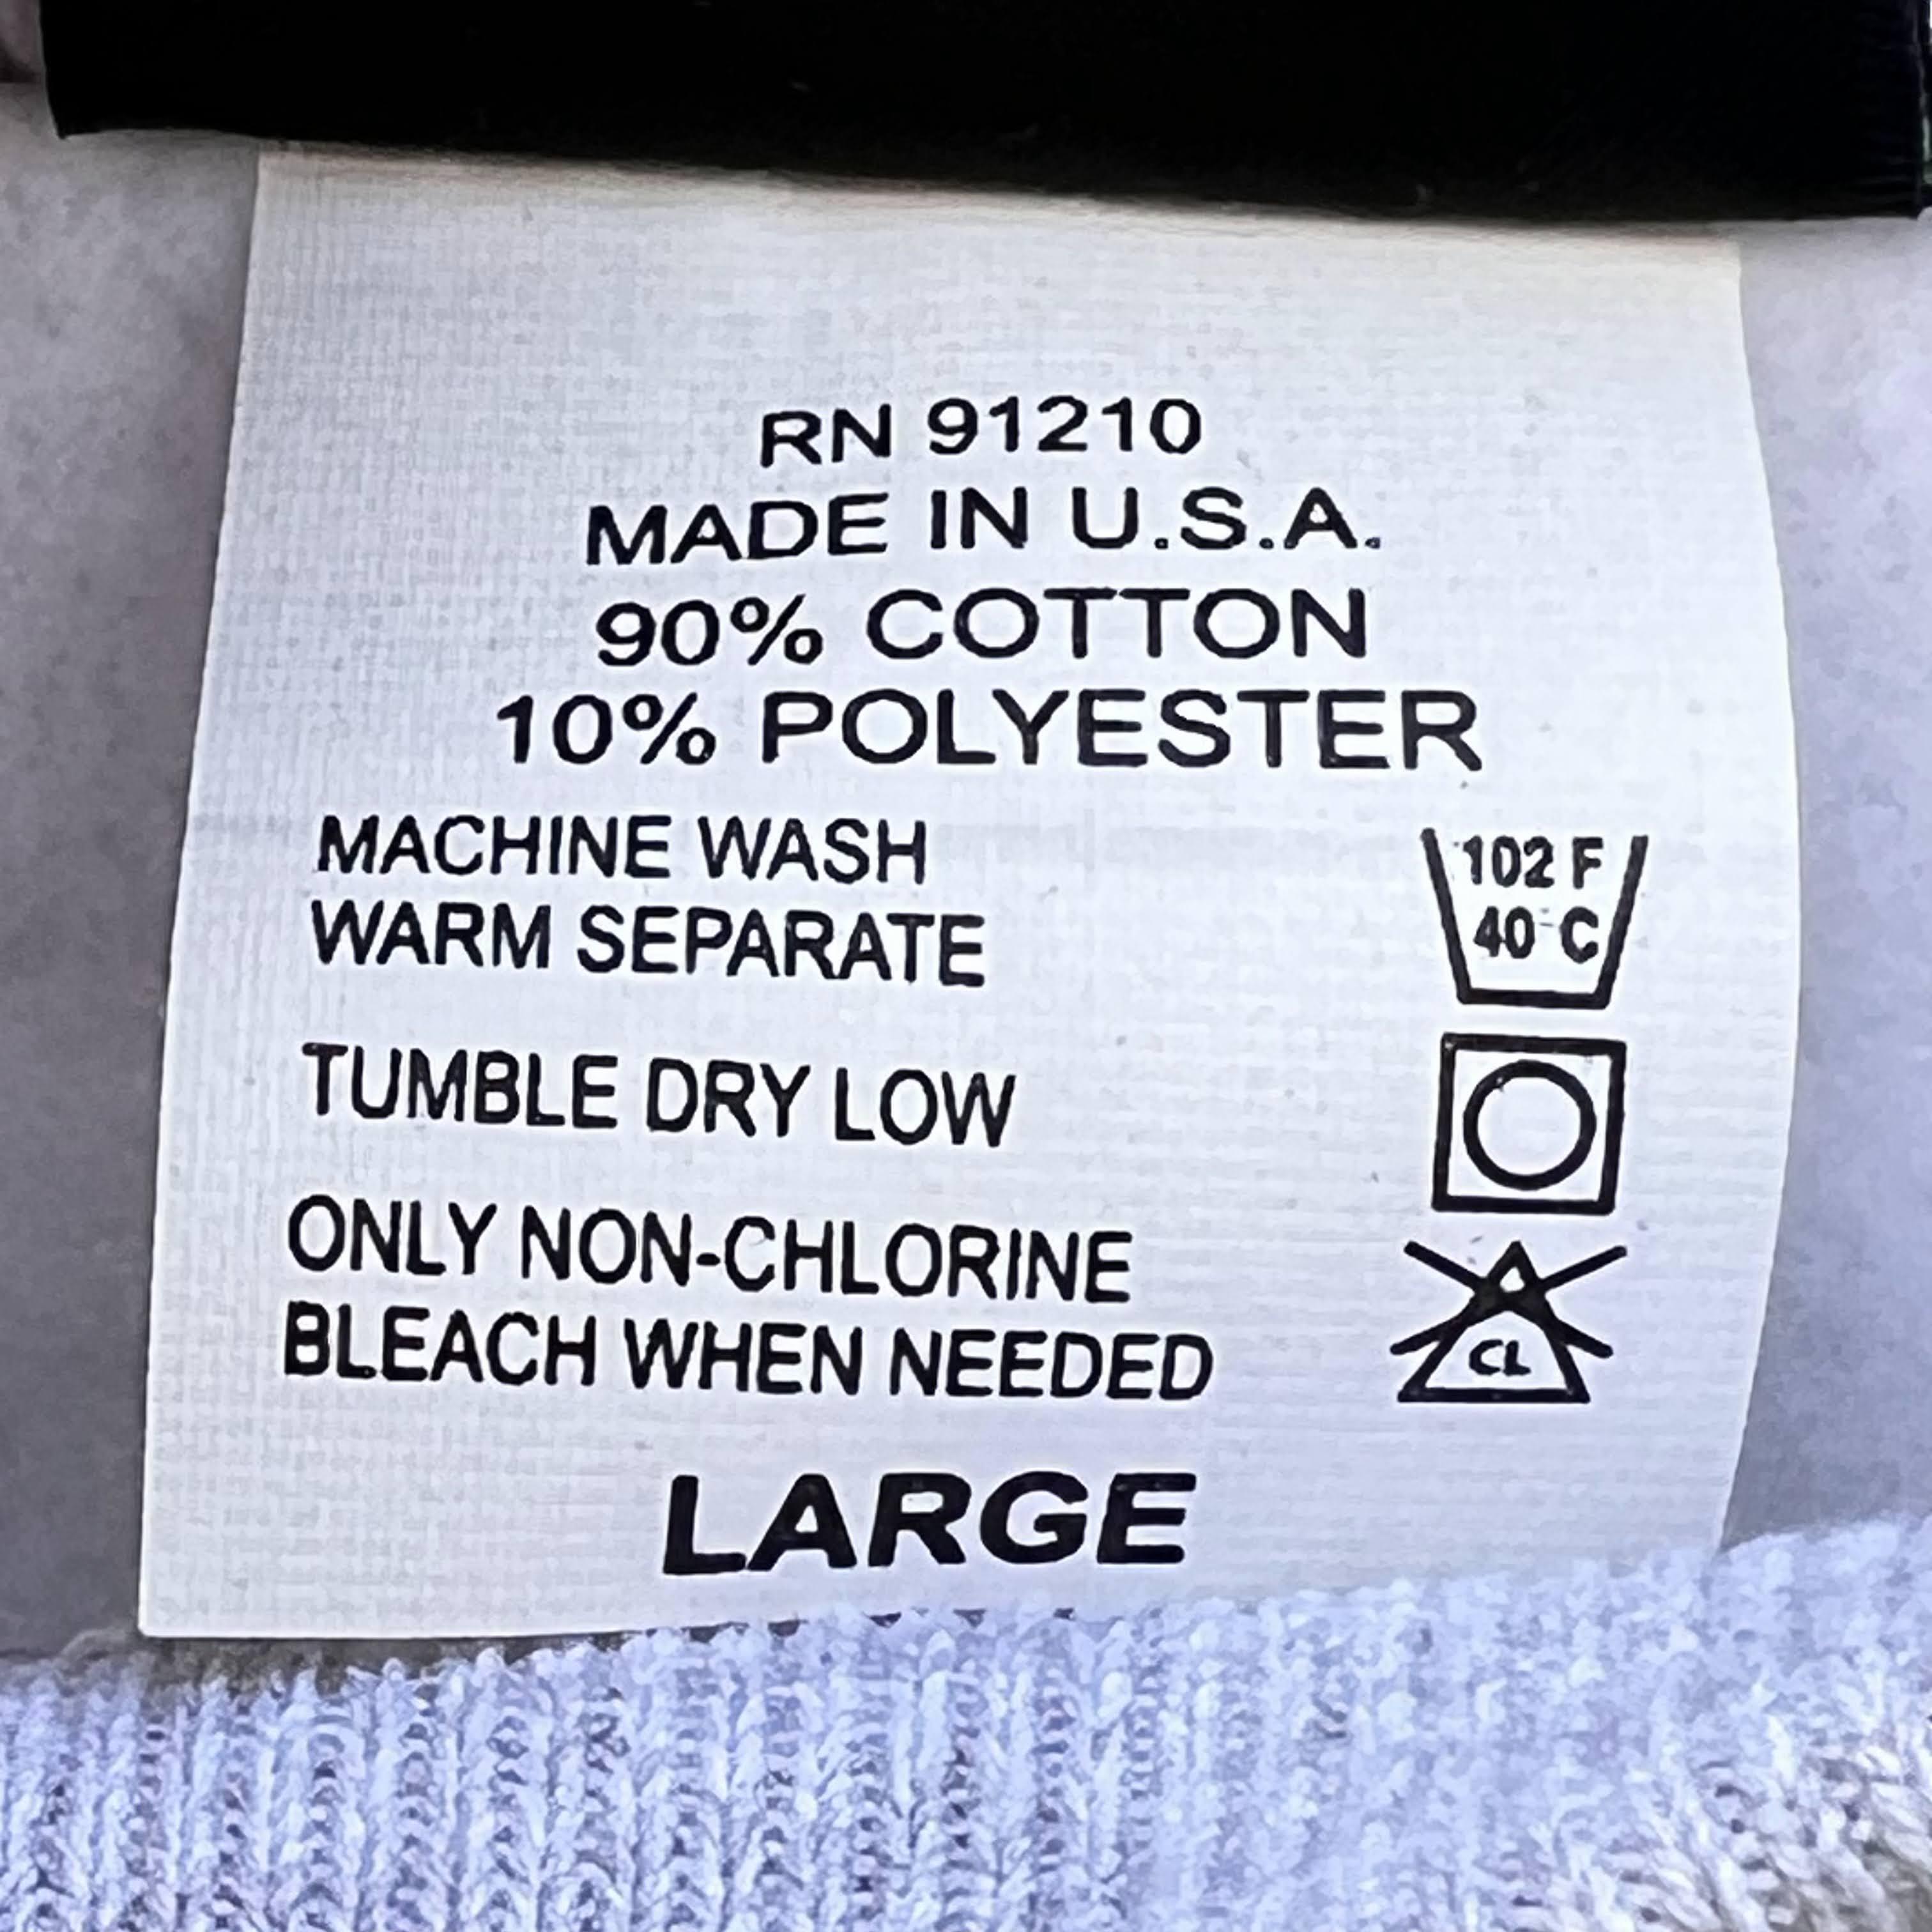 RN 91210
MADE IN U.S.A.
90% COTTON
10% POLYESTER
MACHINE WASH
WARM SEPARATE
102 F
40 C
TUMBLE DRY LOW
ONLY NON-CHLORINE
BLEACH WHEN NEEDED
CL
LARGE